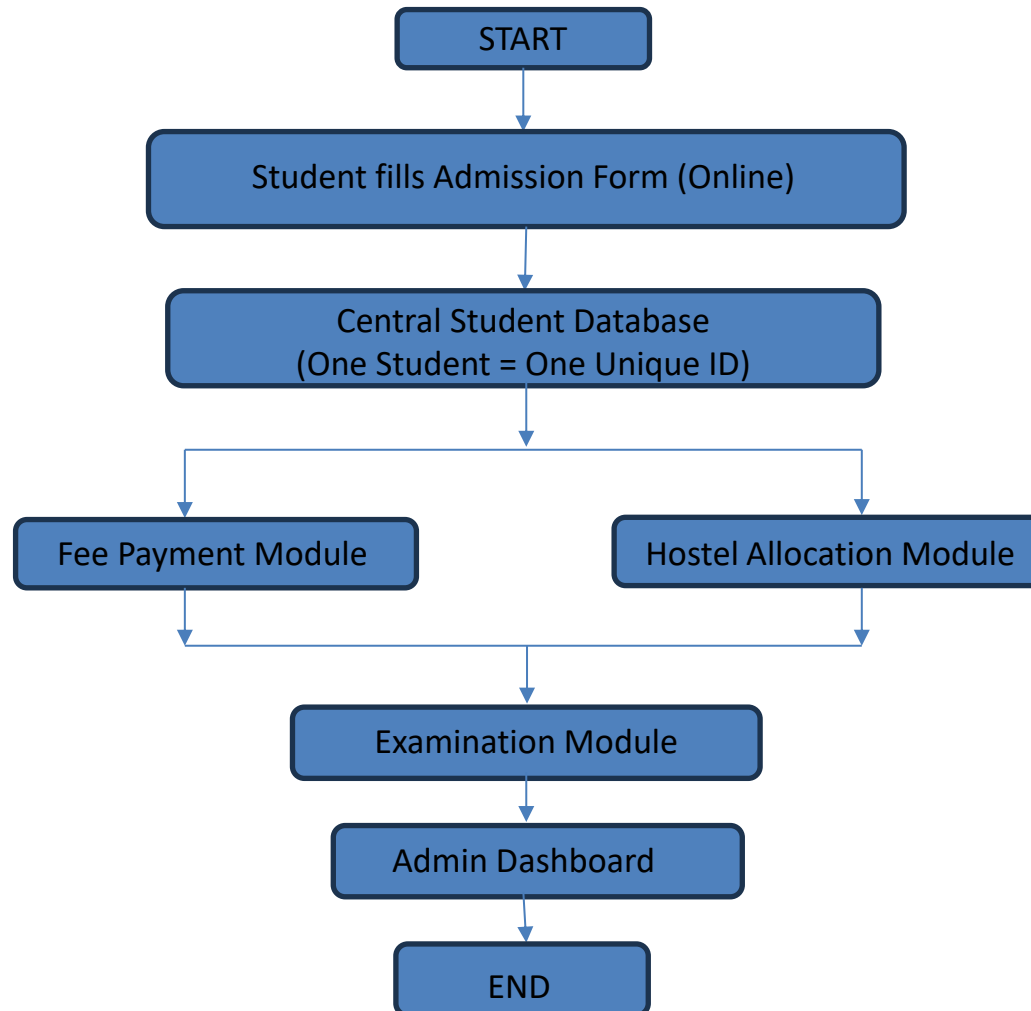 START
Student fills Admission Form (Online)
Central Student Database
(One Student = One Unique ID)
Fee Payment Module
Hostel Allocation Module
Examination Module
Admin Dashboard
END